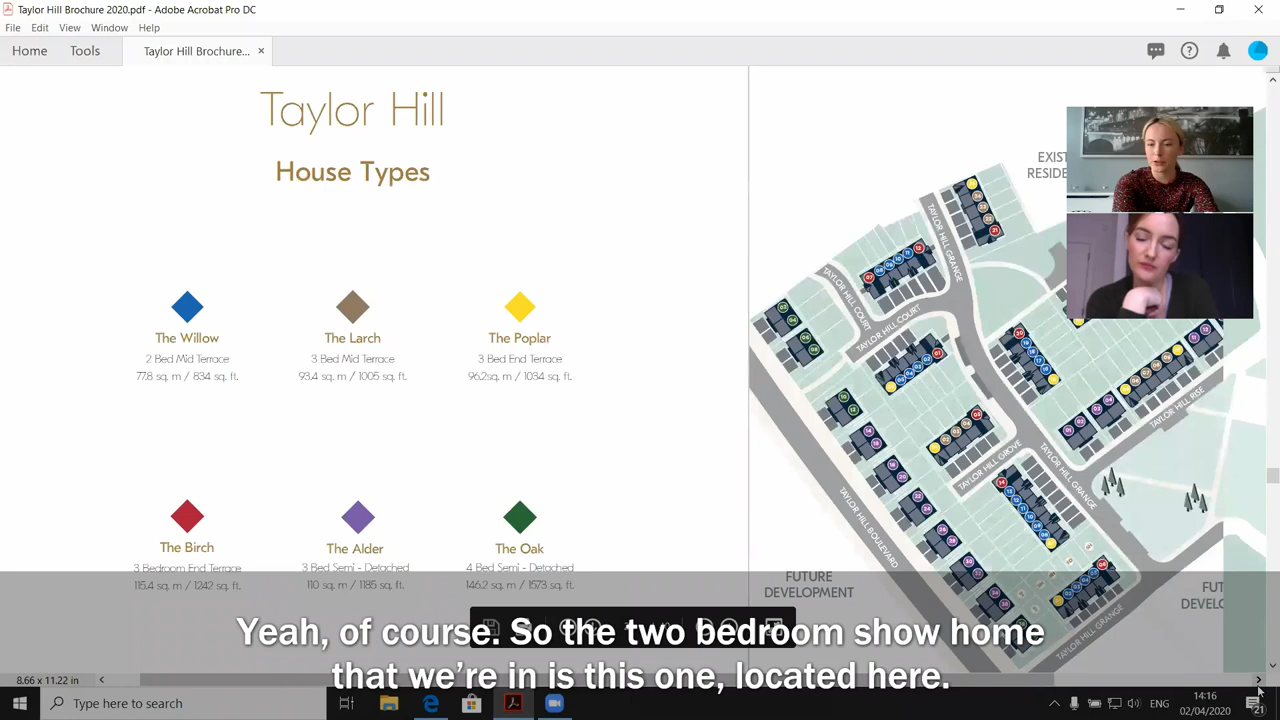 Taylor Hill Brochure 2020.pdf - Adobe Acrobat Pro DC
File Edit View Window Help
Home Tools Taylor Hill Brochure... ×
Taylor Hill
House Types
The Willow
2 Bed Mid Terrace
77.8 sq. m / 834 sq. ft.
The Larch
3 Bed Mid Terrace
93.4 sq. m / 1005 sq. ft.
The Poplar
3 Bed End Terrace
96.2sq. m / 1034 sq. ft.
The Birch
3 Bedroom End Terrace
115.4 sq. m / 1242 sq. ft.
The Alder
3 Bed Semi - Detached
110 sq. m / 1185 sq. ft.
The Oak
4 Bed Semi - Detached
146.2 sq. m / 1573 sq. ft.
EXIST
RESIDE
TAYLOR HILL GRANGE
TAYLOR HILL COURT
TAYLOR HILL COURT
TAYLOR HILL RISE
TAYLOR HILL GROVE
TAYLOR HILL GRANGE
TAYLOR HILL BOULEVARD
TAYLOR HILL GRANGE
FUTURE
DEVELOPMENT
FUT
DEVELO
Yeah, of course. So the two bedroom show home
that we're in is this one, located here.
8.66 x 11.22 in
Type here to search
ENG
14:16
02/04/2020
21